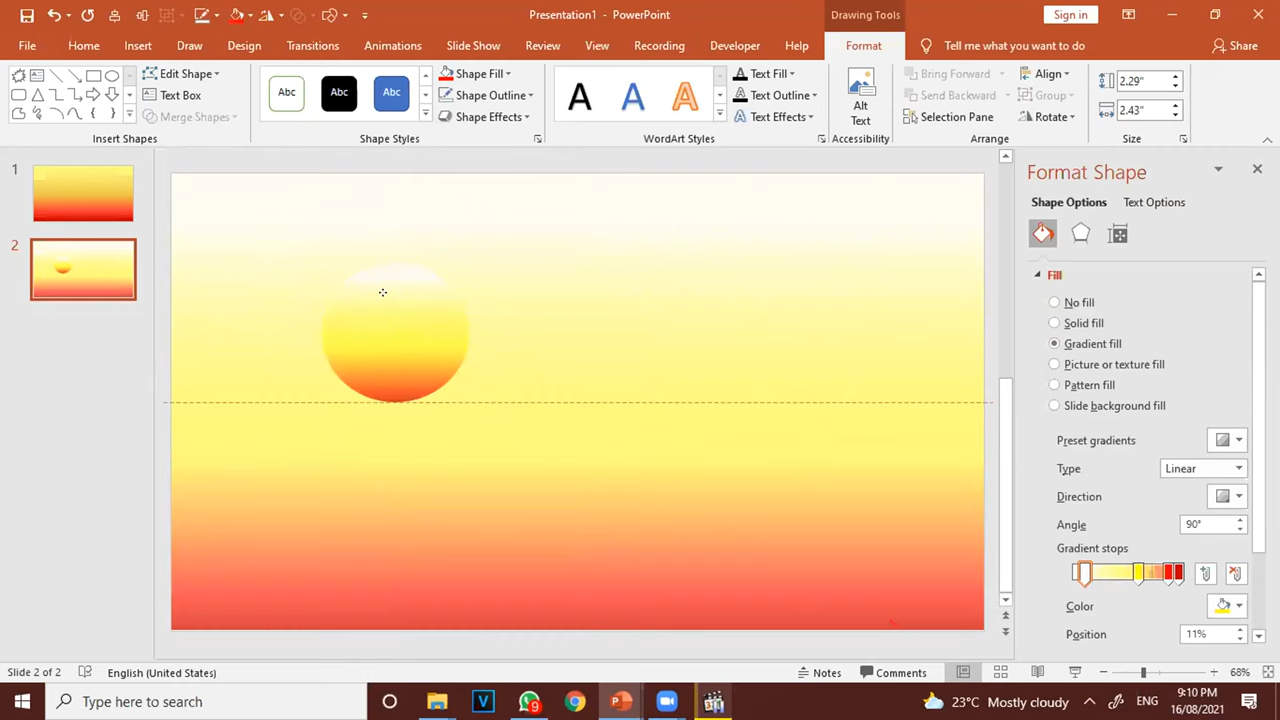 Presentation1 - PowerPoint
Drawing Tools
Sign in
File Home Insert Draw Design Transitions Animations Slide Show Review View Recording Developer Help Format Tell me what you want to do Share
Edit Shape
Text Box
Merge Shapes
Insert Shapes
Abc Abc Abc
Shape Fill
Shape Outline
Shape Effects
Shape Styles
A A A
Text Fill
Text Outline
Text Effects
WordArt Styles
Alt
Text
Accessibility
Bring Forward
Send Backward
Selection Pane
Align
Group
Rotate
Arrange
2.29"
2.43"
Size
1
2
Format Shape
Shape Options Text Options
Fill
No fill
Solid fill
Gradient fill
Picture or texture fill
Pattern fill
Slide background fill
Preset gradients
Type Linear
Direction
Angle 90°
Gradient stops
Color
Position 11%
Slide 2 of 2 English (United States) Notes Comments 68%
Type here to search
9
23°C Mostly cloudy
ENG
9:10 PM
16/08/2021